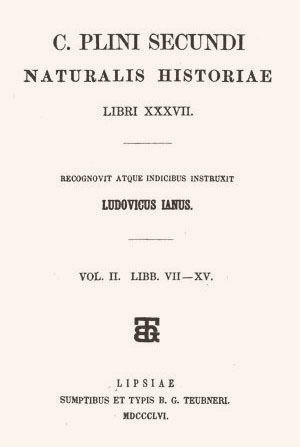 C. PLINI SECUNDI
NATURALIS HISTORIAE
LIBRI XXXVII.
RECOGNOVIT ATQUE INDICIBUS INSTRUXIT
LUDOVICUS IANUS.
VOL. II. LIBB. VII—XV.
BTG
LIPSIAE
SUMPTIBUS ET TYPIS B. G. TEUBNERI.
MDCCCLVI.